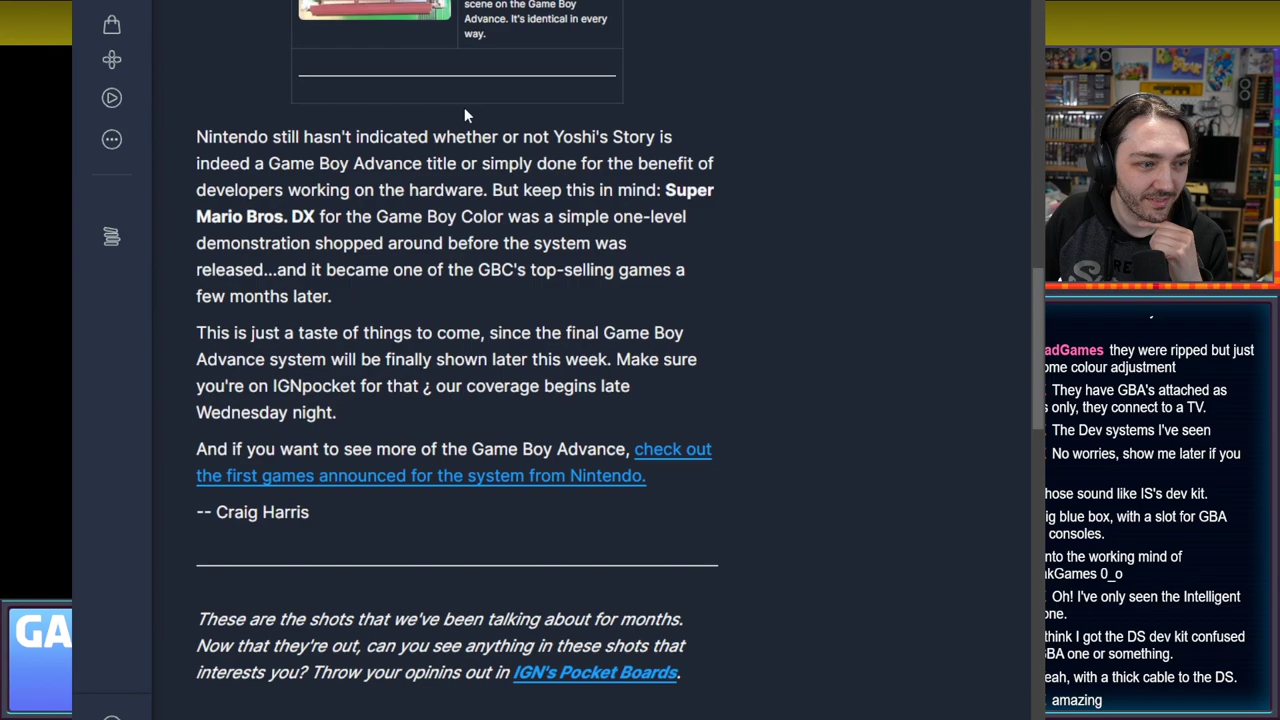 scene on the Game Boy
Advance. It's identical in every
way.
Nintendo still hasn't indicated whether or not Yoshi's Story is
indeed a Game Boy Advance title or simply done for the benefit of
developers working on the hardware. But keep this in mind: Super
Mario Bros. DX for the Game Boy Color was a simple one-level
demonstration shopped around before the system was
released...and it became one of the GBC's top-selling games a
few months later.
This is just a taste of things to come, since the final Game Boy
Advance system will be finally shown later this week. Make sure
you're on IGNpocket for that ¿ our coverage begins late
Wednesday night.
And if you want to see more of the Game Boy Advance, check out
the first games announced for the system from Nintendo.
-- Craig Harris
These are the shots that we've been talking about for months.
Now that they're out, can you see anything in these shots that
interests you? Throw your opinins out in IGN's Pocket Boards.
GA
adGames they were ripped but just
ome colour adjustment
They have GBA's attached as
s only, they connect to a TV.
The Dev systems I've seen
No worries, show me later if you
hose sound like IS's dev kit.
ig blue box, with a slot for GBA
consoles.
nto the working mind of
kGames 0_o
Oh! I've only seen the Intelligent
one.
think I got the DS dev kit confused
GBA one or something.
eah, with a thick cable to the DS.
amazing